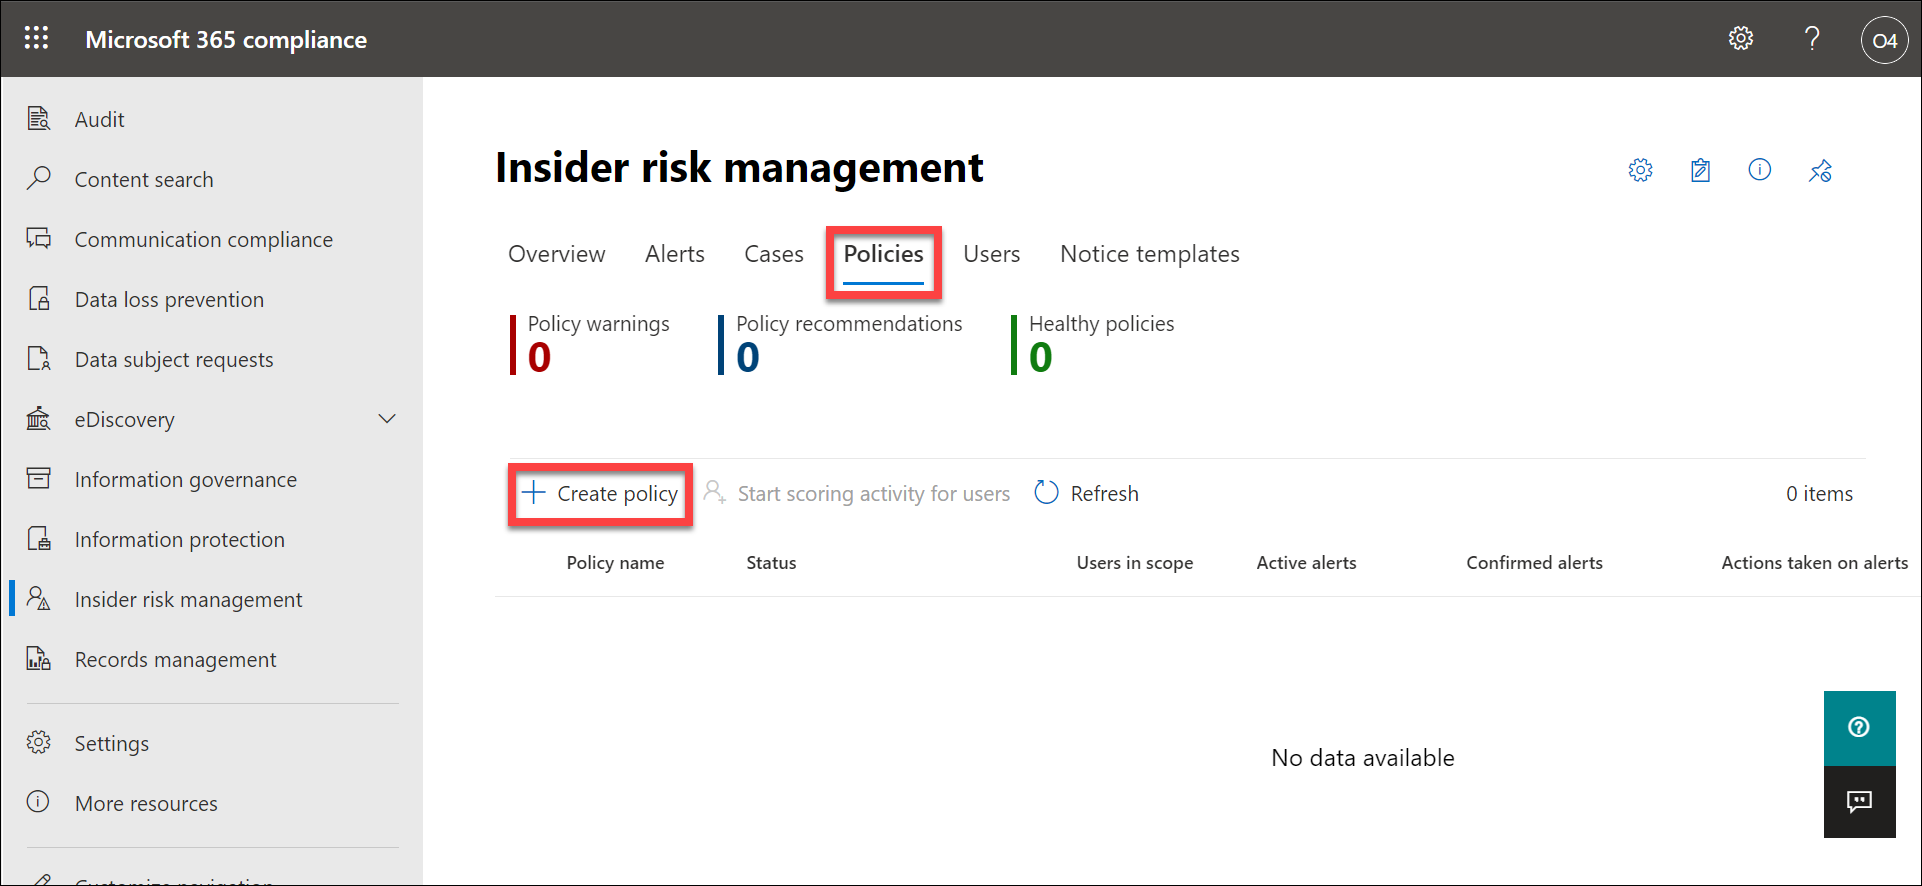 Microsoft 365 compliance
O4
Audit
Content search
Communication compliance
Data loss prevention
Data subject requests
eDiscovery
Information governance
Information protection
Insider risk management
Records management
Settings
More resources
Customize navigation
Insider risk management
Overview Alerts Cases Policies Users Notice templates
Policy warnings Policy recommendations Healthy policies
0 0 0
Create policy Start scoring activity for users Refresh 0 items
Policy name Status Users in scope Active alerts Confirmed alerts Actions taken on alerts
No data available